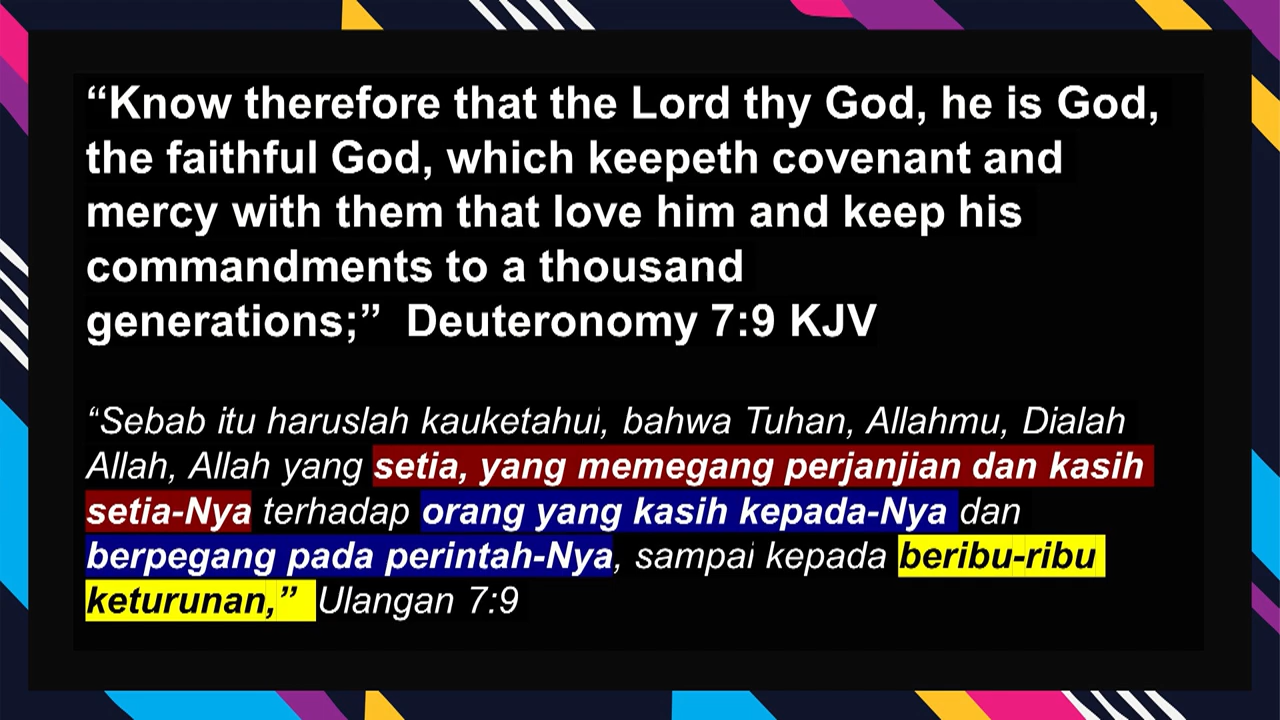 “Know therefore that the Lord thy God, he is God,
the faithful God, which keepeth covenant and
mercy with them that love him and keep his
commandments to a thousand
generations;” Deuteronomy 7:9 KJV
“Sebab itu haruslah kauketahui, bahwa Tuhan, Allahmu, Dialah
Allah, Allah yang setia, yang memegang perjanjian dan kasih
setia-Nya terhadap orang yang kasih kepada-Nya dan
berpegang pada perintah-Nya, sampai kepada beribu-ribu
keturunan,” Ulangan 7:9